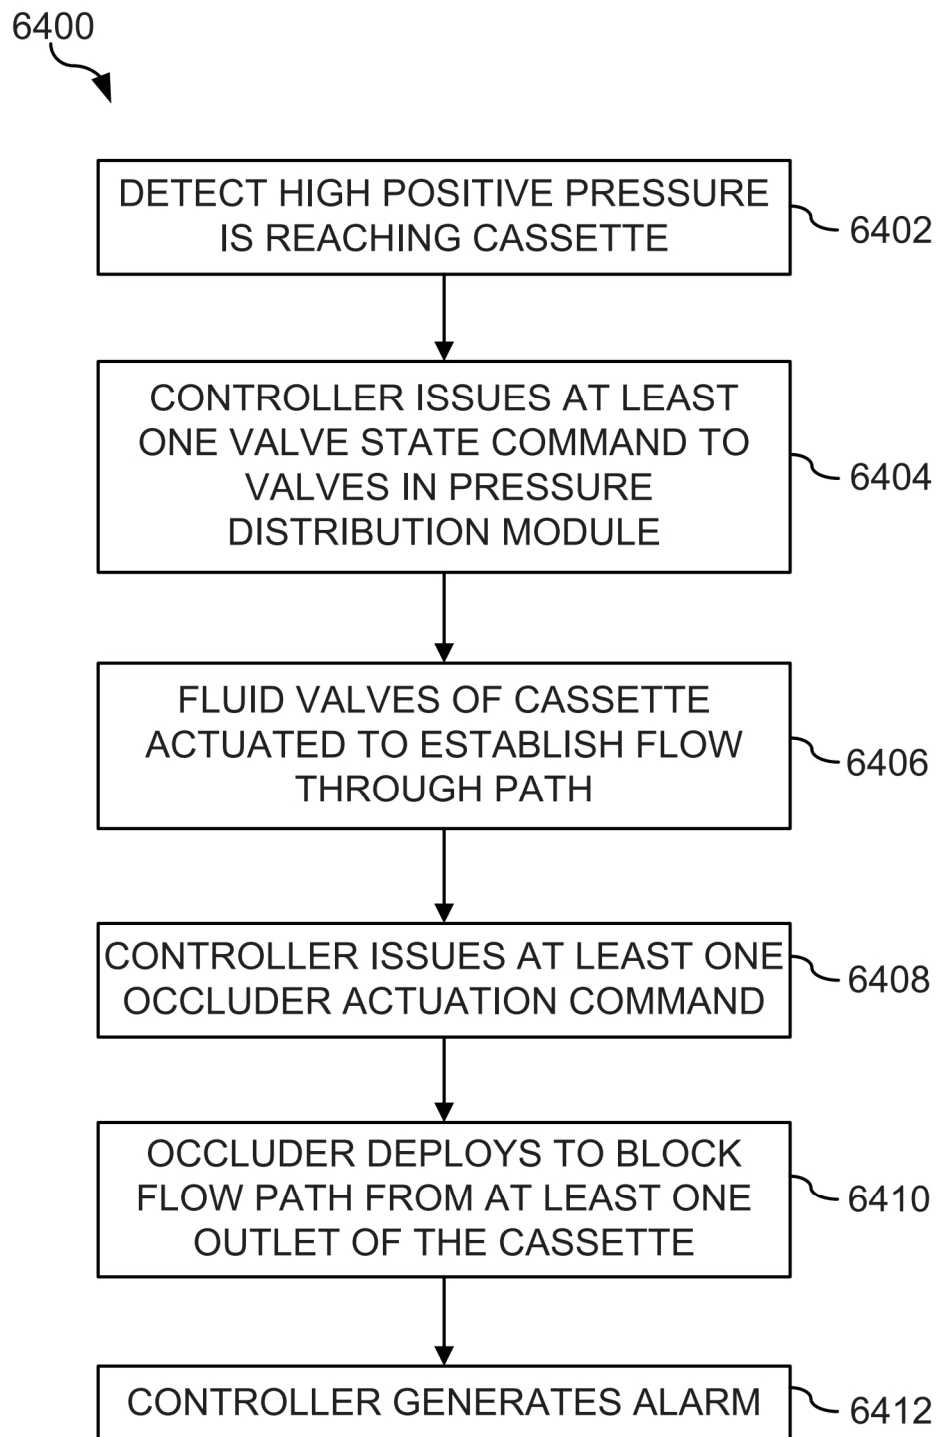 6400
DETECT HIGH POSITIVE PRESSURE
IS REACHING CASSETTE
6402
CONTROLLER ISSUES AT LEAST
ONE VALVE STATE COMMAND TO
VALVES IN PRESSURE
DISTRIBUTION MODULE
6404
FLUID VALVES OF CASSETTE
ACTUATED TO ESTABLISH FLOW
THROUGH PATH
6406
CONTROLLER ISSUES AT LEAST ONE
OCCLUDER ACTUATION COMMAND
6408
OCCLUDER DEPLOYS TO BLOCK
FLOW PATH FROM AT LEAST ONE
OUTLET OF THE CASSETTE
6410
CONTROLLER GENERATES ALARM
6412